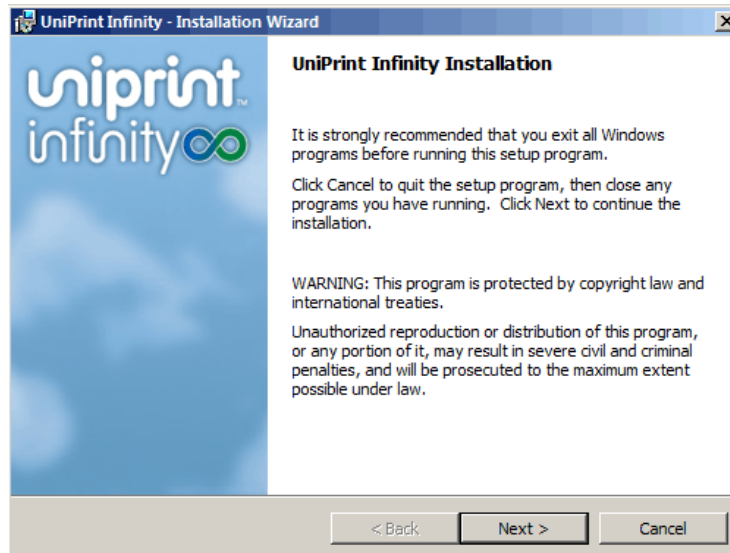 UniPrint Infinity - Installation Wizard
uniprint™
infinity
UniPrint Infinity Installation
It is strongly recommended that you exit all Windows
programs before running this setup program.
Click Cancel to quit the setup program, then close any
programs you have running.  Click Next to continue the
installation.
WARNING: This program is protected by copyright law and
international treaties.
Unauthorized reproduction or distribution of this program,
or any portion of it, may result in severe civil and criminal
penalties, and will be prosecuted to the maximum extent
possible under law.
< Back
Next >
Cancel